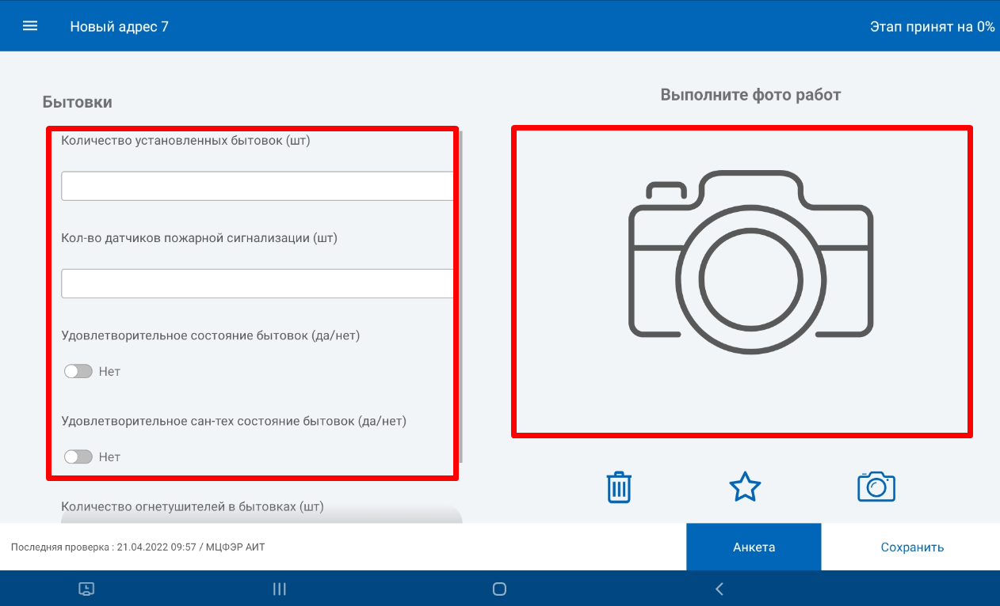 Новый адрес 7
Этап принят на 0%
Бытовки
Выполните фото работ
Количество установленных бытовок (шт)
Кол-во датчиков пожарной сигнализации (шт)
Удовлетворительное состояние бытовок (да/нет)
Нет
Удовлетворительное сан-тех состояние бытовок (да/нет)
Нет
Количество огнетушителей в бытовках (шт)
Последняя проверка : 21.04.2022 09:57 / МЦФЭР АИТ
Анкета
Сохранить